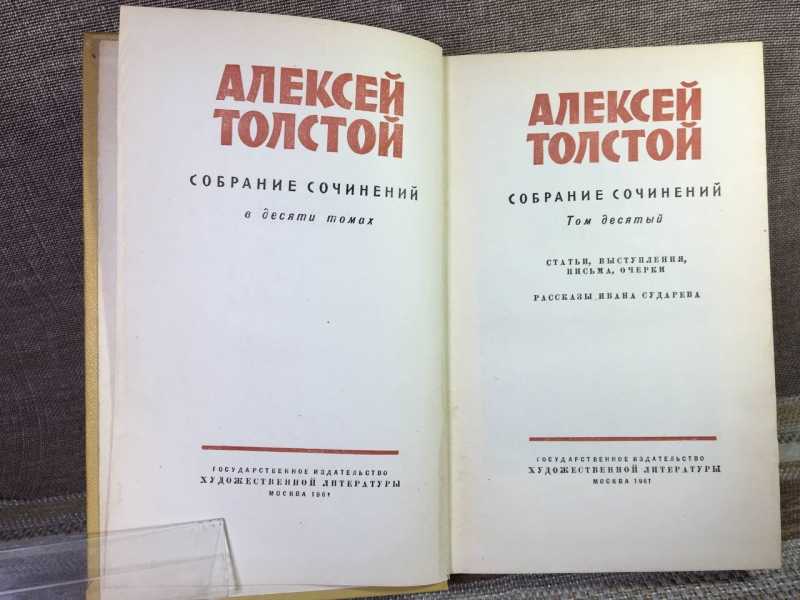 АЛЕКСЕЙ
ТОЛСТОЙ
СОБРАНИЕ СОЧИНЕНИЙ
в десяти томах
ГОСУДАРСТВЕННОЕ ИЗДАТЕЛЬСТВО
ХУДОЖЕСТВЕННОЙ ЛИТЕРАТУРЫ
МОСКВА 1961
АЛЕКСЕЙ
ТОЛСТОЙ
СОБРАНИЕ СОЧИНЕНИЙ
Том десятый
СТАТЬИ, ВЫСТУПЛЕНИЯ,
ПИСЬМА, ОЧЕРКИ
РАССКАЗЫ ИВАНА СУДАРЕВА
ГОСУДАРСТВЕННОЕ ИЗДАТЕЛЬСТВО
ХУДОЖЕСТВЕННОЙ ЛИТЕРАТУРЫ
МОСКВА 1961